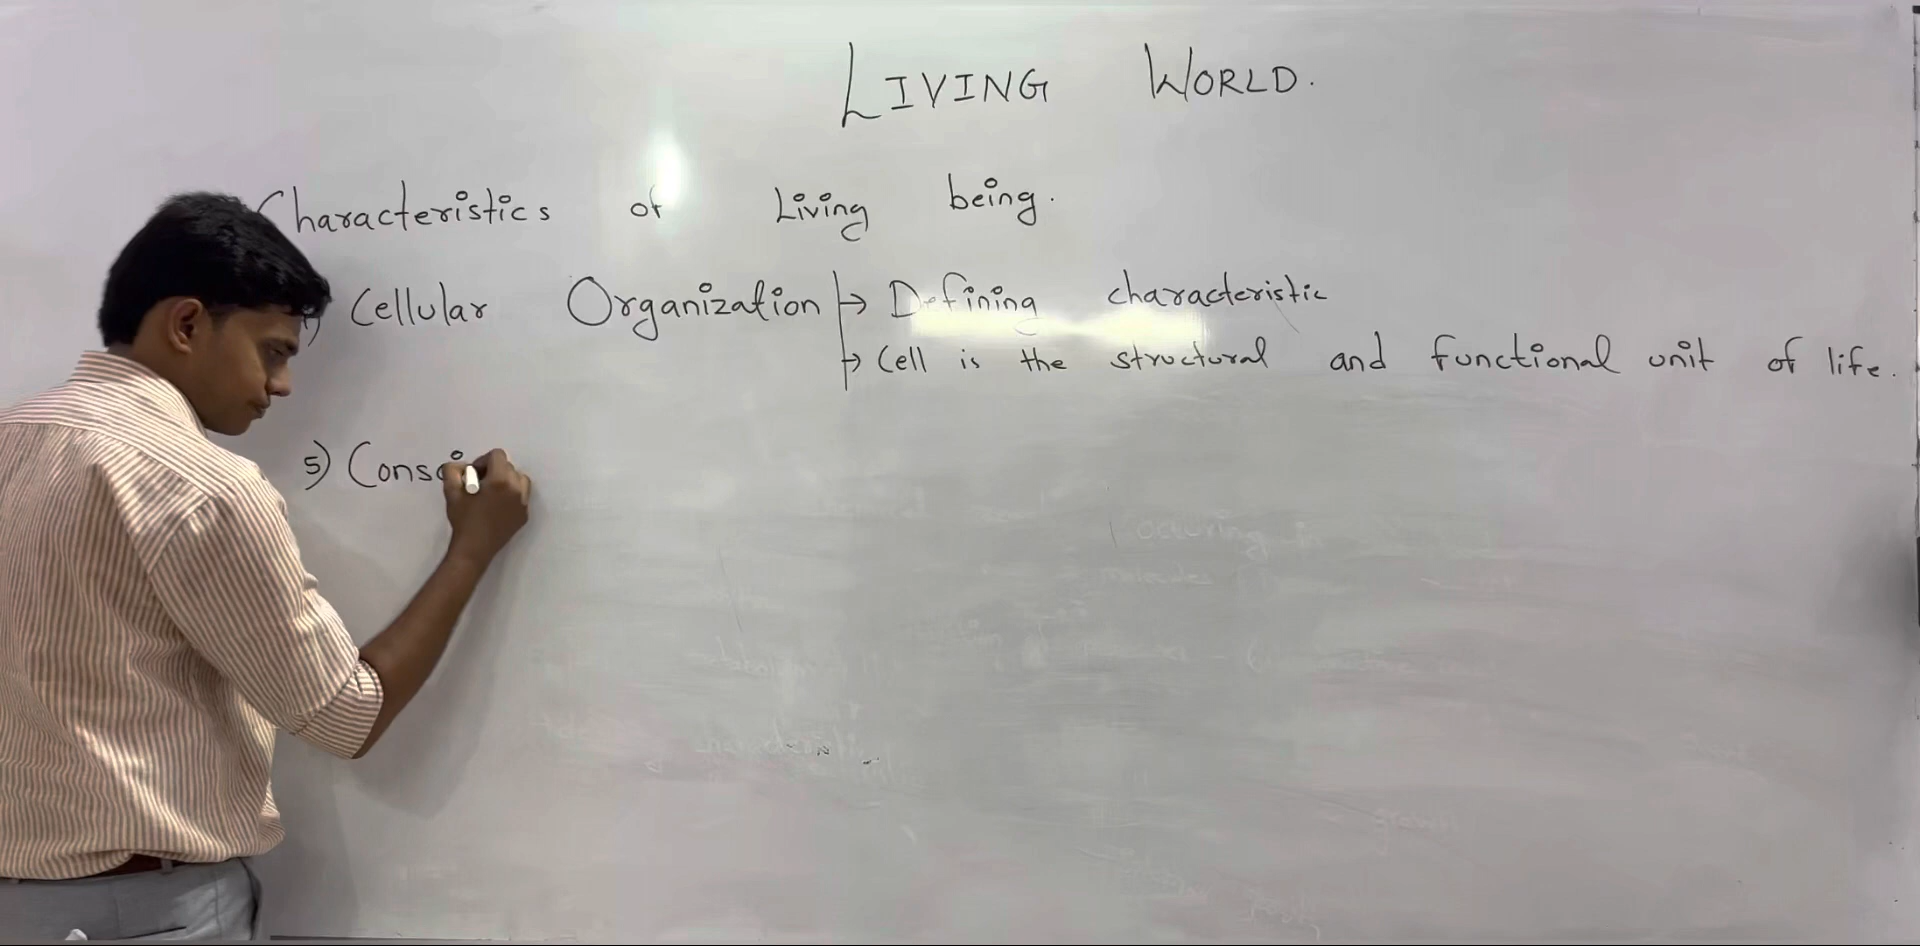 LIVING WORLD.
Characteristics of Living being.
Cellular Organization → Defining characteristic
→ Cell is the structural and functional unit of life.
5) Consci